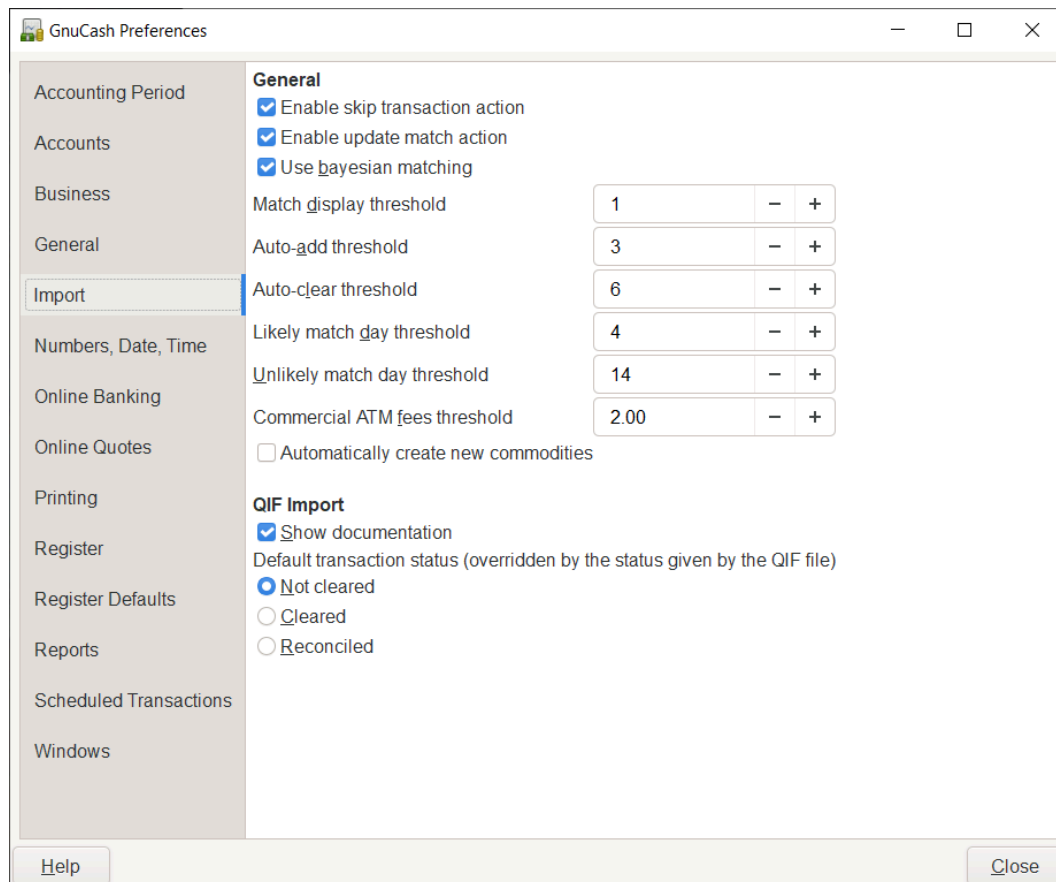 GnuCash Preferences
Accounting Period
Accounts
Business
General
Import
Numbers, Date, Time
Online Banking
Online Quotes
Printing
Register
Register Defaults
Reports
Scheduled Transactions
Windows
General
Enable skip transaction action
Enable update match action
Use bayesian matching
Match display threshold 1
Auto-add threshold 3
Auto-clear threshold 6
Likely match day threshold 4
Unlikely match day threshold 14
Commercial ATM fees threshold 2.00
Automatically create new commodities
QIF Import
Show documentation
Default transaction status (overridden by the status given by the QIF file)
Not cleared
Cleared
Reconciled
Help
Close